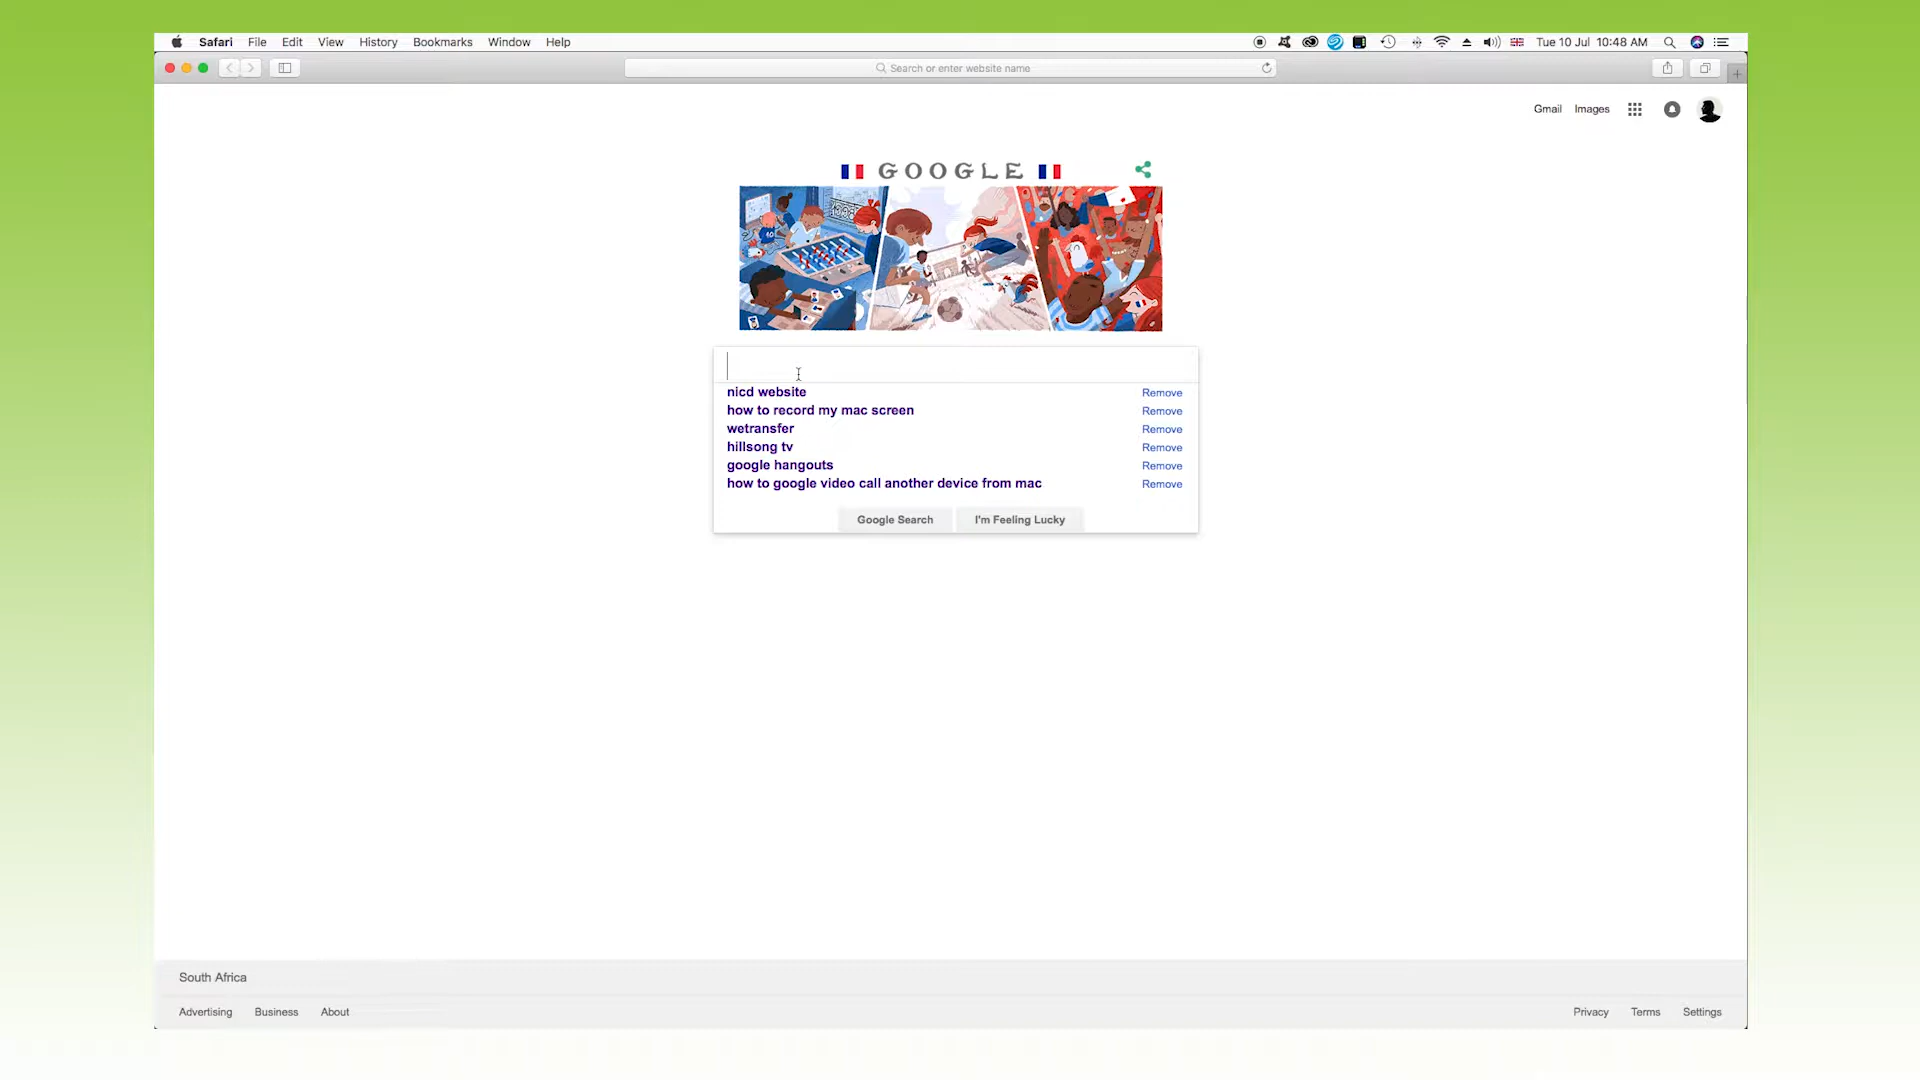 Safari File Edit View History Bookmarks Window Help Tue 10 Jul 10:48 AM
Search or enter website name
Gmail Images
GOOGLE
nicd website Remove
how to record my mac screen Remove
wetransfer Remove
hillsong tv Remove
google hangouts Remove
how to google video call another device from mac Remove
Google Search I'm Feeling Lucky
South Africa
Advertising Business About Privacy Terms Settings